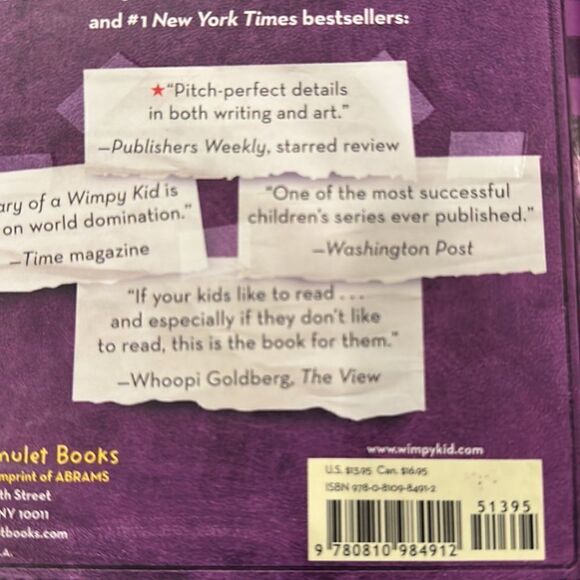 and #1 New York Times bestsellers:
★"Pitch-perfect details
in both writing and art."
—Publishers Weekly, starred review
ary of a Wimpy Kid is
on world domination."
—Time magazine
"One of the most successful
children's series ever published."
—Washington Post
"If your kids like to read . . .
and especially if they don't like
to read, this is the book for them."
—Whoopi Goldberg, The View
nulet Books
mprint of ABRAMS
th Street
NY 10011
tbooks.com
.A.
www.wimpykid.com
U.S. $13.95 Can. $16.95
ISBN 978-0-8109-8491-2
51395
9 780810 984912